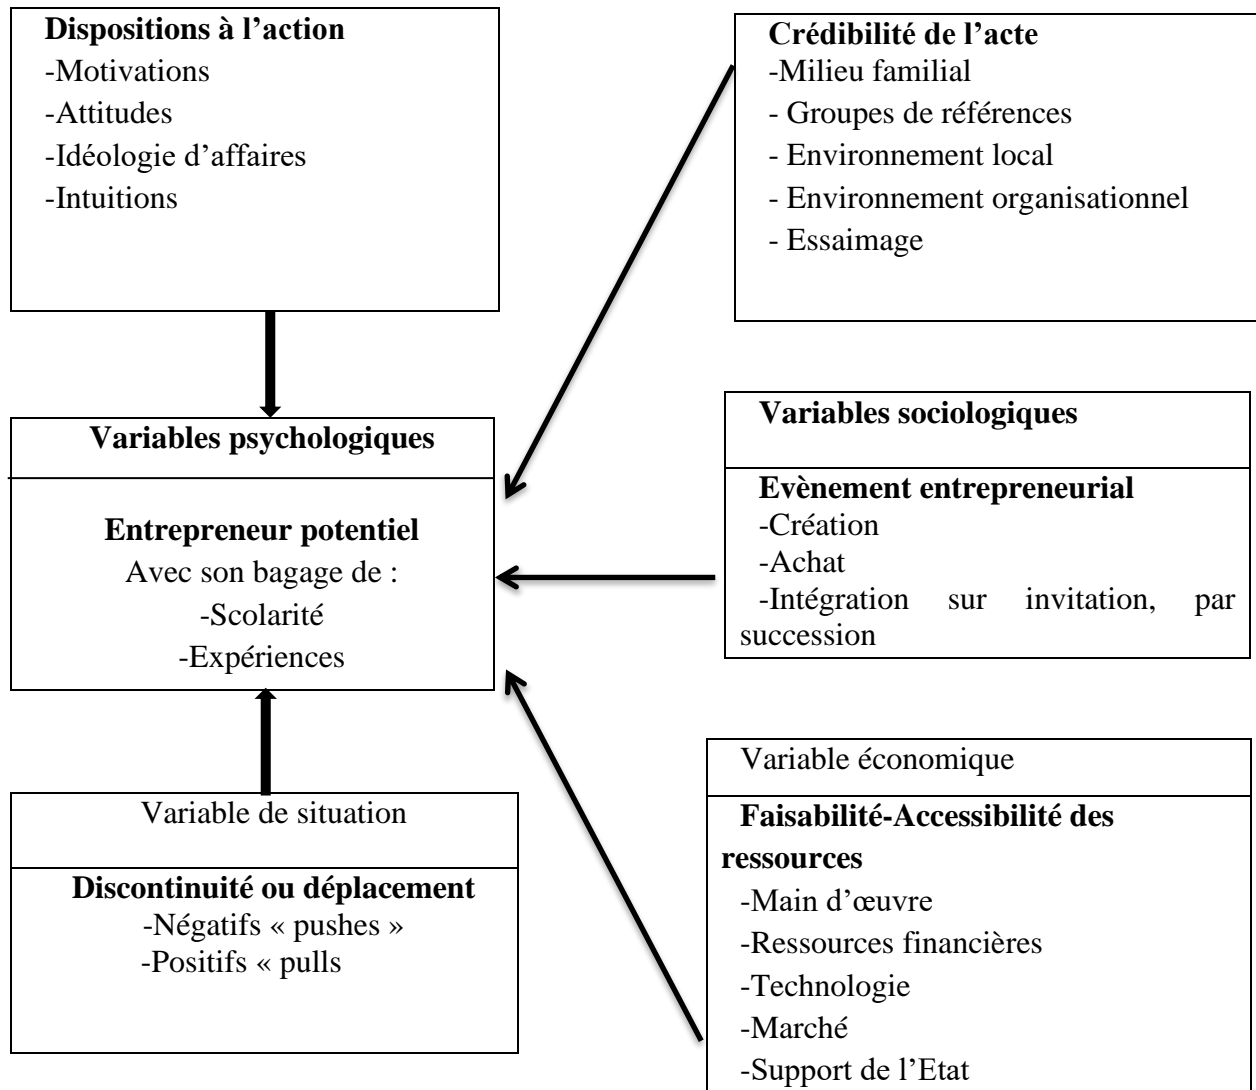 Dispositions à l’action
-Motivations
-Attitudes
-Idéologie d’affaires
-Intuitions
Crédibilité de l’acte
-Milieu familial
- Groupes de références
- Environnement local
- Environnement organisationnel
- Essaimage
Variables psychologiques
Entrepreneur potentiel
Avec son bagage de :
-Scolarité
-Expériences
Variables sociologiques
Evènement entrepreneurial
-Création
-Achat
-Intégration sur invitation, par
succession
Variable de situation
Discontinuité ou déplacement
-Négatifs « pushes »
-Positifs « pulls
Variable économique
Faisabilité-Accessibilité des
ressources
-Main d’œuvre
-Ressources financières
-Technologie
-Marché
-Support de l’Etat